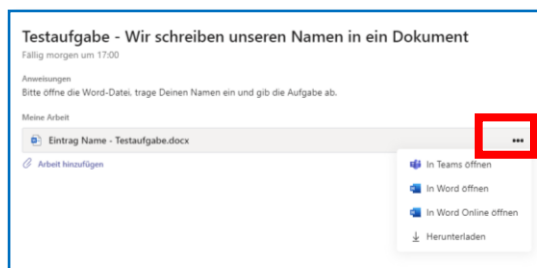 Testaufgabe - Wir schreiben unseren Namen in ein Dokument
Fällig morgen um 17:00
Anweisungen
Bitte öffne die Word-Datei, trage Deinen Namen ein und gib die Aufgabe ab.
Meine Arbeit
Eintrag Name - Testaufgabe.docx
Arbeit hinzufügen
In Teams öffnen
In Word öffnen
In Word Online öffnen
Herunterladen